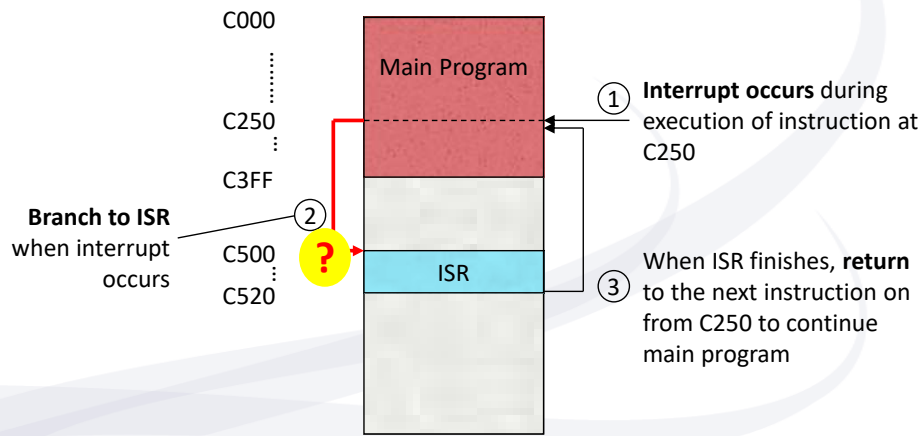 C000
Main Program
C250
C3FF
1
Interrupt occurs during
execution of instruction at
C250
Branch to ISR
when interrupt
occurs
2
?
C500
C520
ISR
3
When ISR finishes, return
to the next instruction on
from C250 to continue
main program